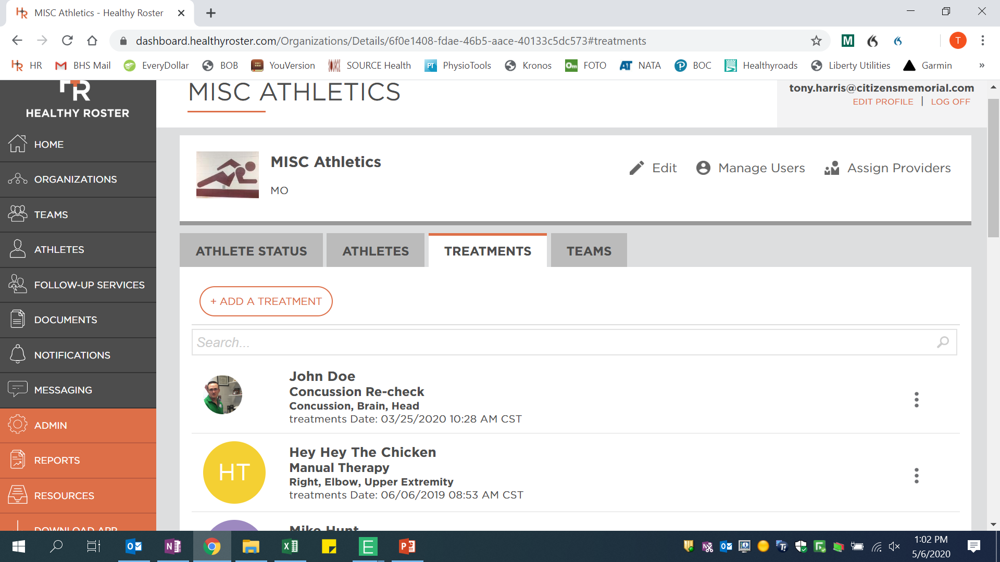 MISC Athletics - Healthy Roster
dashboard.healthyroster.com/Organizations/Details/6f0e1408-fdae-46b5-aace-40133c5dc573#treatments
M
T
HR
BHS Mail
EveryDollar
BOB
YouVersion
SOURCE Health
PT
PhysioTools
Kronos
Om
FOTO
NATA
BOC
Healthyroads
Liberty Utilities
Garmin
»
HEALTHY ROSTER
HOME
ORGANIZATIONS
TEAMS
ATHLETES
FOLLOW-UP SERVICES
DOCUMENTS
NOTIFICATIONS
MESSAGING
ADMIN
REPORTS
RESOURCES
DOWNLOAD APP
MISC ATHLETICS
tony.harris@citizensmemorial.com
EDIT PROFILE | LOG OFF
MISC Athletics
MO
Edit
Manage Users
Assign Providers
ATHLETE STATUS
ATHLETES
TREATMENTS
TEAMS
+ ADD A TREATMENT
Search...
John Doe
Concussion Re-check
Concussion, Brain, Head
treatments Date: 03/25/2020 10:28 AM CST
HT
Hey Hey The Chicken
Manual Therapy
Right, Elbow, Upper Extremity
treatments Date: 06/06/2019 08:53 AM CST
Mike Hunt
1:02 PM
5/6/2020